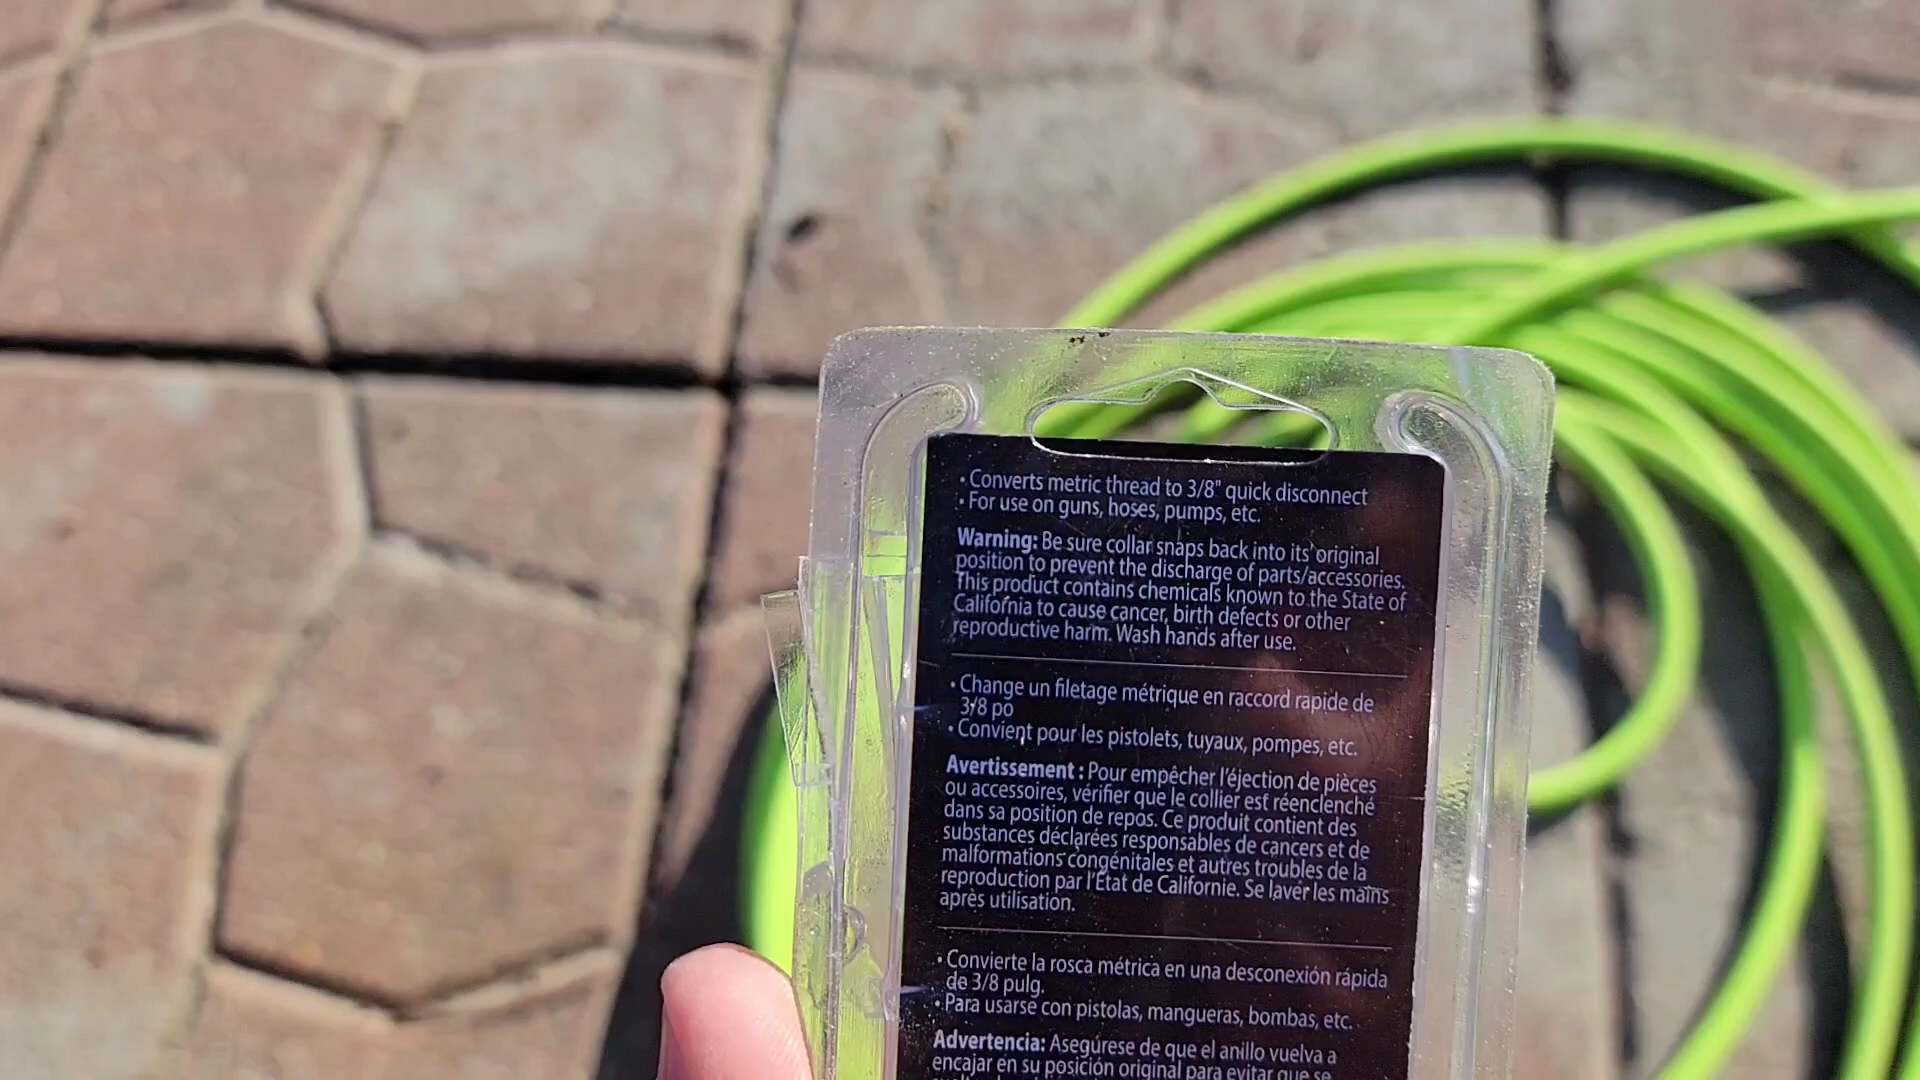 • Converts metric thread to 3/8" quick disconnect
• For use on guns, hoses, pumps, etc.
Warning: Be sure collar snaps back into its' original
position to prevent the discharge of parts/accessories.
This product contains chemicals known to the State of
California to cause cancer, birth defects or other
reproductive harm. Wash hands after use.
• Change un filetage métrique en raccord rapide de
3/8 po
• Convient pour les pistolets, tuyaux, pompes, etc.
Avertissement : Pour empêcher l'éjection de pièces
ou accessoires, vérifier que le collier est réenclenché
dans sa position de repos. Ce produit contient des
substances déclarées responsables de cancers et de
malformations congénitales et autres troubles de la
reproduction par l'État de Californie. Se laver les mains
après utilisation.
• Convierte la rosca métrica en una desconexión rápida
de 3/8 pulg.
• Para usarse con pistolas, mangueras, bombas, etc.
Advertencia: Asegúrese de que el anillo vuelva a
encajar en su posición original para evitar que se